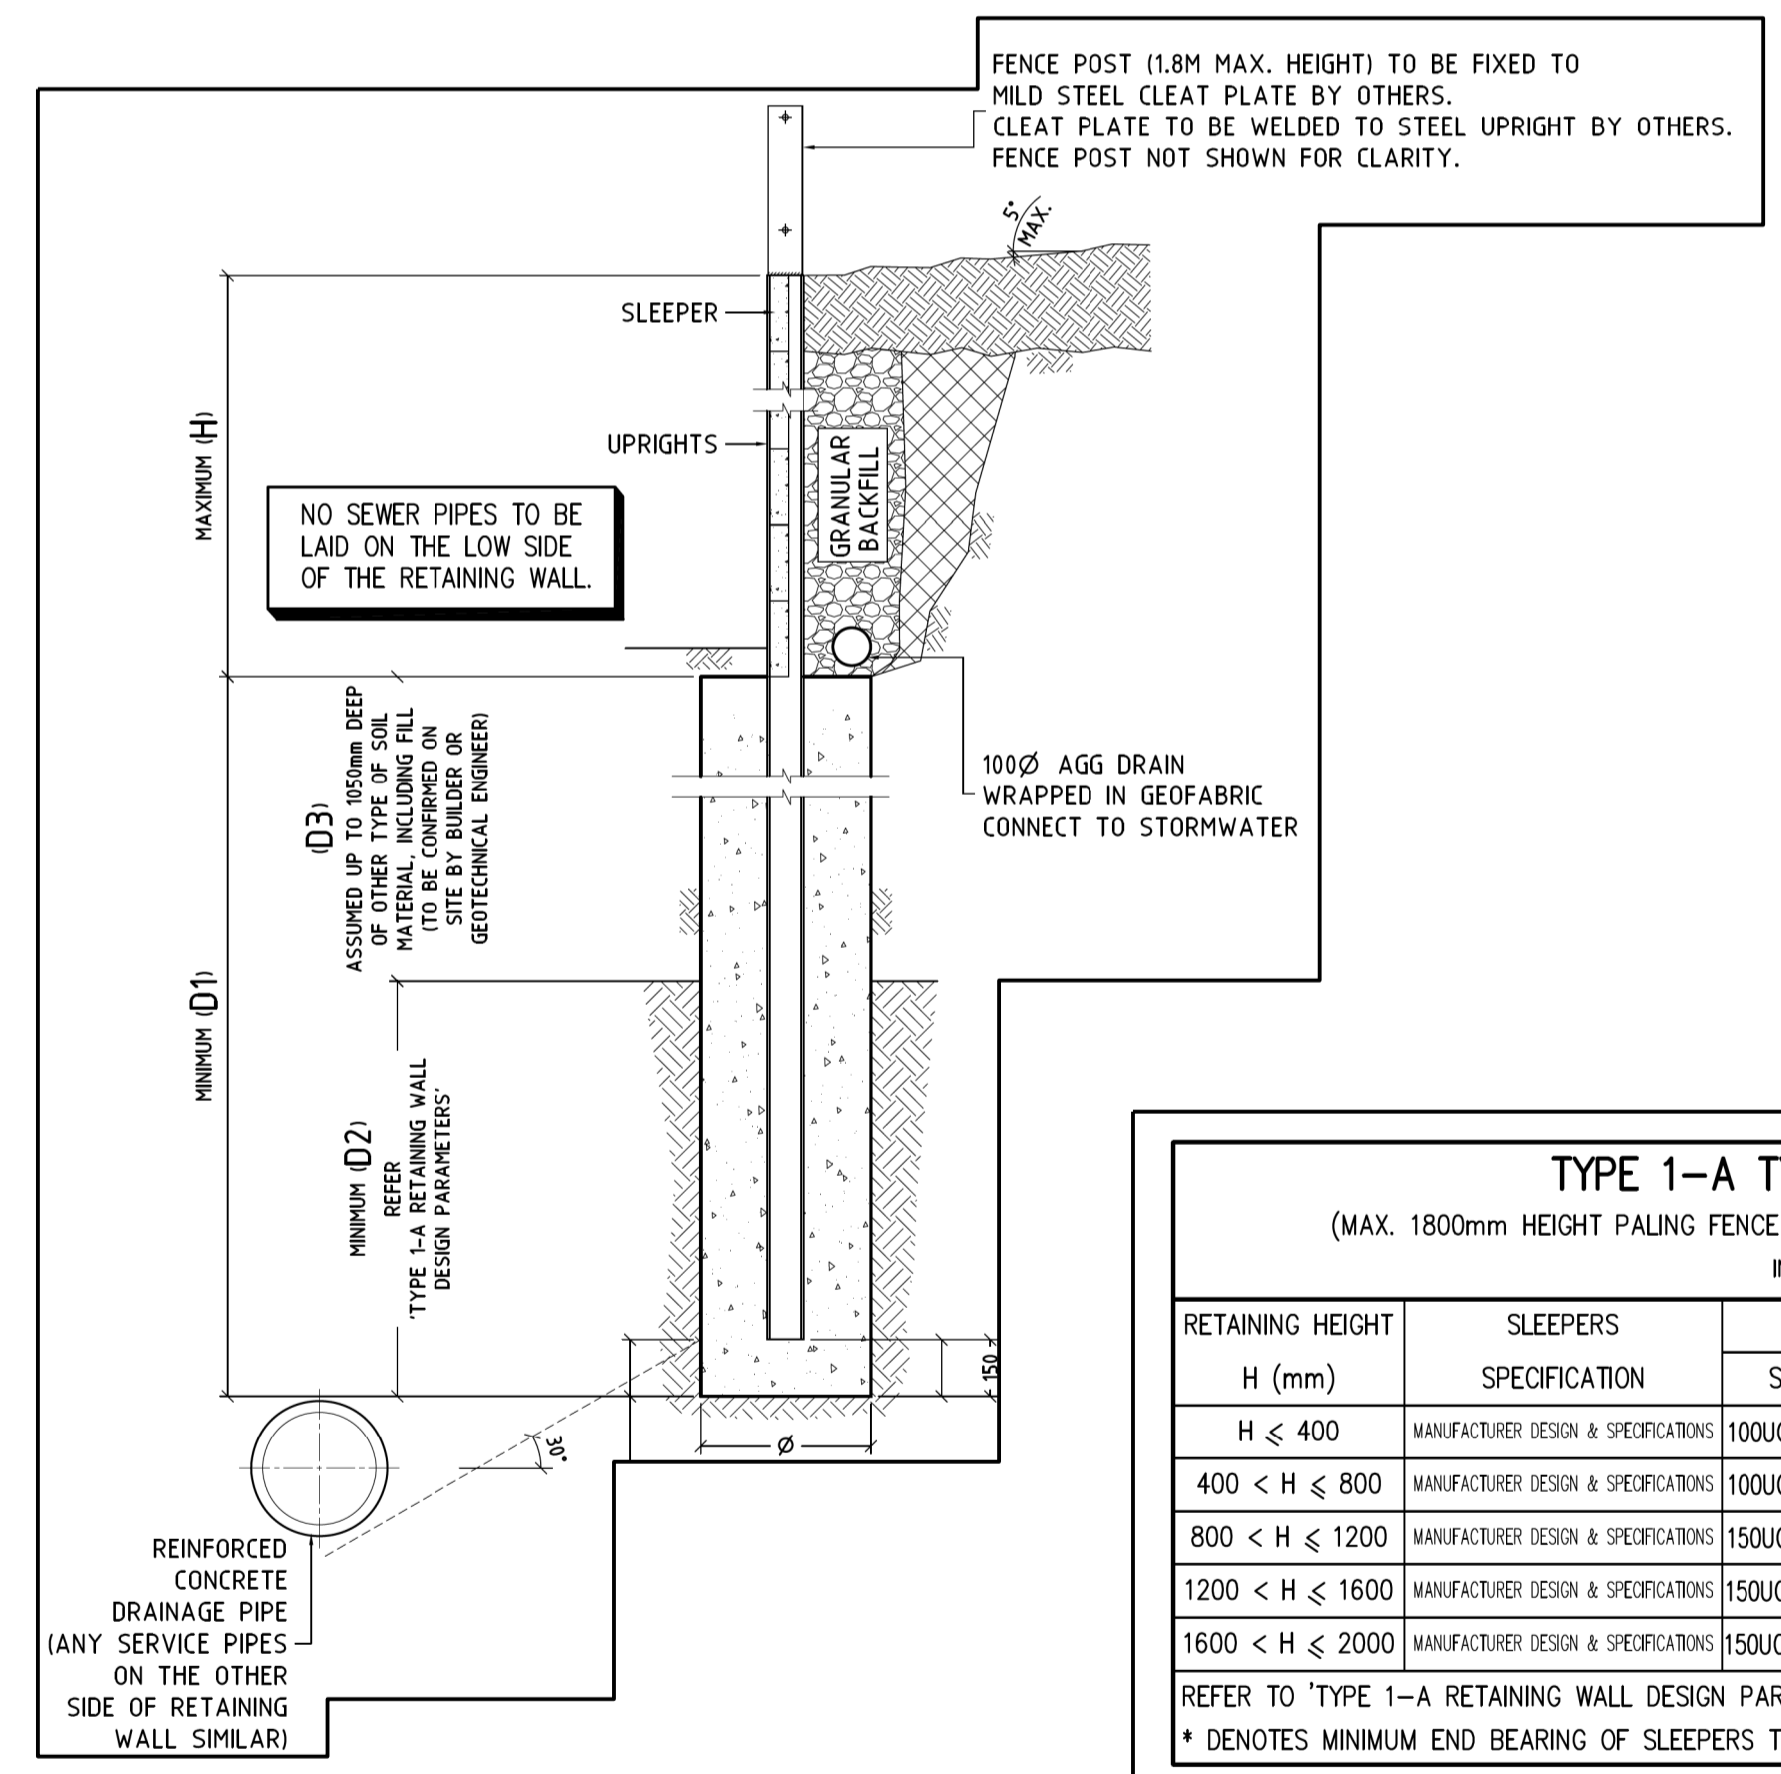 FENCE POST (1.8M MAX. HEIGHT) TO BE FIXED TO
MILD STEEL CLEAT PLATE BY OTHERS.
CLEAT PLATE TO BE WELDED TO STEEL UPRIGHT BY OTHERS.
FENCE POST NOT SHOWN FOR CLARITY.
5°
MAX.
SLEEPER
UPRIGHTS
MAXIMUM (H)
GRANULAR
BACKFILL
NO SEWER PIPES TO BE
LAID ON THE LOW SIDE
OF THE RETAINING WALL.
(D3)
ASSUMED UP TO 1050mm DEEP
OF OTHER TYPE OF SOIL
MATERIAL, INCLUDING FILL
(TO BE CONFIRMED ON
SITE BY BUILDER OR
GEOTECHNICAL ENGINEER)
100Ø AGG DRAIN
WRAPPED IN GEOFABRIC
CONNECT TO STORMWATER
MINIMUM (D1)
MINIMUM (D2)
REFER
'TYPE 1-A RETAINING WALL
DESIGN PARAMETERS'
150
Ø
30°
REINFORCED
CONCRETE
DRAINAGE PIPE
(ANY SERVICE PIPES
ON THE OTHER
SIDE OF RETAINING
WALL SIMILAR)
TYPE 1-A T
(MAX. 1800mm HEIGHT PALING FENCE
RETAINING HEIGHT
H (mm)
SLEEPERS
SPECIFICATION
S
H ⩽ 400 MANUFACTURER DESIGN & SPECIFICATIONS 100U
400 < H ⩽ 800 MANUFACTURER DESIGN & SPECIFICATIONS 100U
800 < H ⩽ 1200 MANUFACTURER DESIGN & SPECIFICATIONS 150U
1200 < H ⩽ 1600 MANUFACTURER DESIGN & SPECIFICATIONS 150U
1600 < H ⩽ 2000 MANUFACTURER DESIGN & SPECIFICATIONS 150U
REFER TO 'TYPE 1-A RETAINING WALL DESIGN PAR
* DENOTES MINIMUM END BEARING OF SLEEPERS T